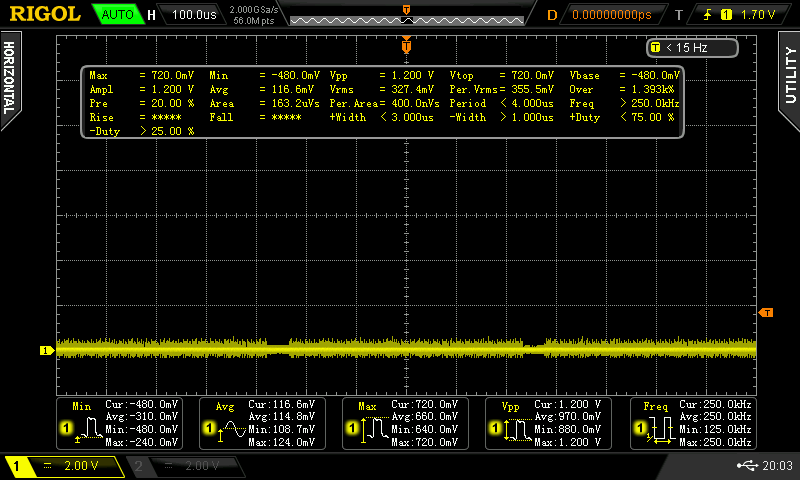 RIGOL AUTO H 100.0us 2.000GSa/s 56.0M pts D 0.00000000ps T 1 1.70 V
HORIZONTAL
UTILITY
T
T < 15 Hz
Max = 720.0mV Min = -480.0mV Vpp = 1.200 V Vtop = 720.0mV Vbase = -480.0mV
Ampl = 1.200 V Avg = 116.6mV Vrms = 327.4mV Per.Vrms= 355.5mV Over = 1.393k%
Pre = 20.00 % Area = 163.2uVs Per.Area= 400.0nVs Period < 4.000us Freq > 250.0kHz
Rise = ***** Fall = ***** +Width < 3.000us -Width > 1.000us +Duty < 75.00 %
-Duty > 25.00 %
T
1
Min Cur:-480.0mV
Avg:-310.0mV
1 Min:-480.0mV
Max:-240.0mV
Avg Cur:116.6mV
Avg:114.8mV
1 Min:108.7mV
Max:124.0mV
Max Cur:720.0mV
Avg:660.0mV
1 Min:640.0mV
Max:720.0mV
Vpp Cur:1.200 V
Avg:970.0mV
1 Min:880.0mV
Max:1.200 V
Freq Cur:250.0kHz
Avg:250.0kHz
1 Min:125.0kHz
Max:250.0kHz
1 = 2.00 V 2 = 2.00 V 20:03